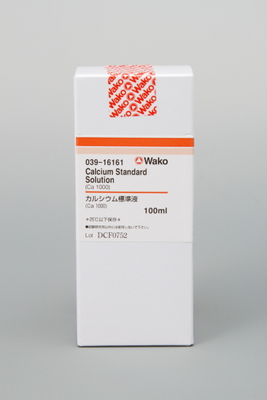 039-16161
Wako
Calcium Standard
Solution
(Ca 1000)
カルシウム標準液
(Ca 1000)
100ml
Lot DCF0752